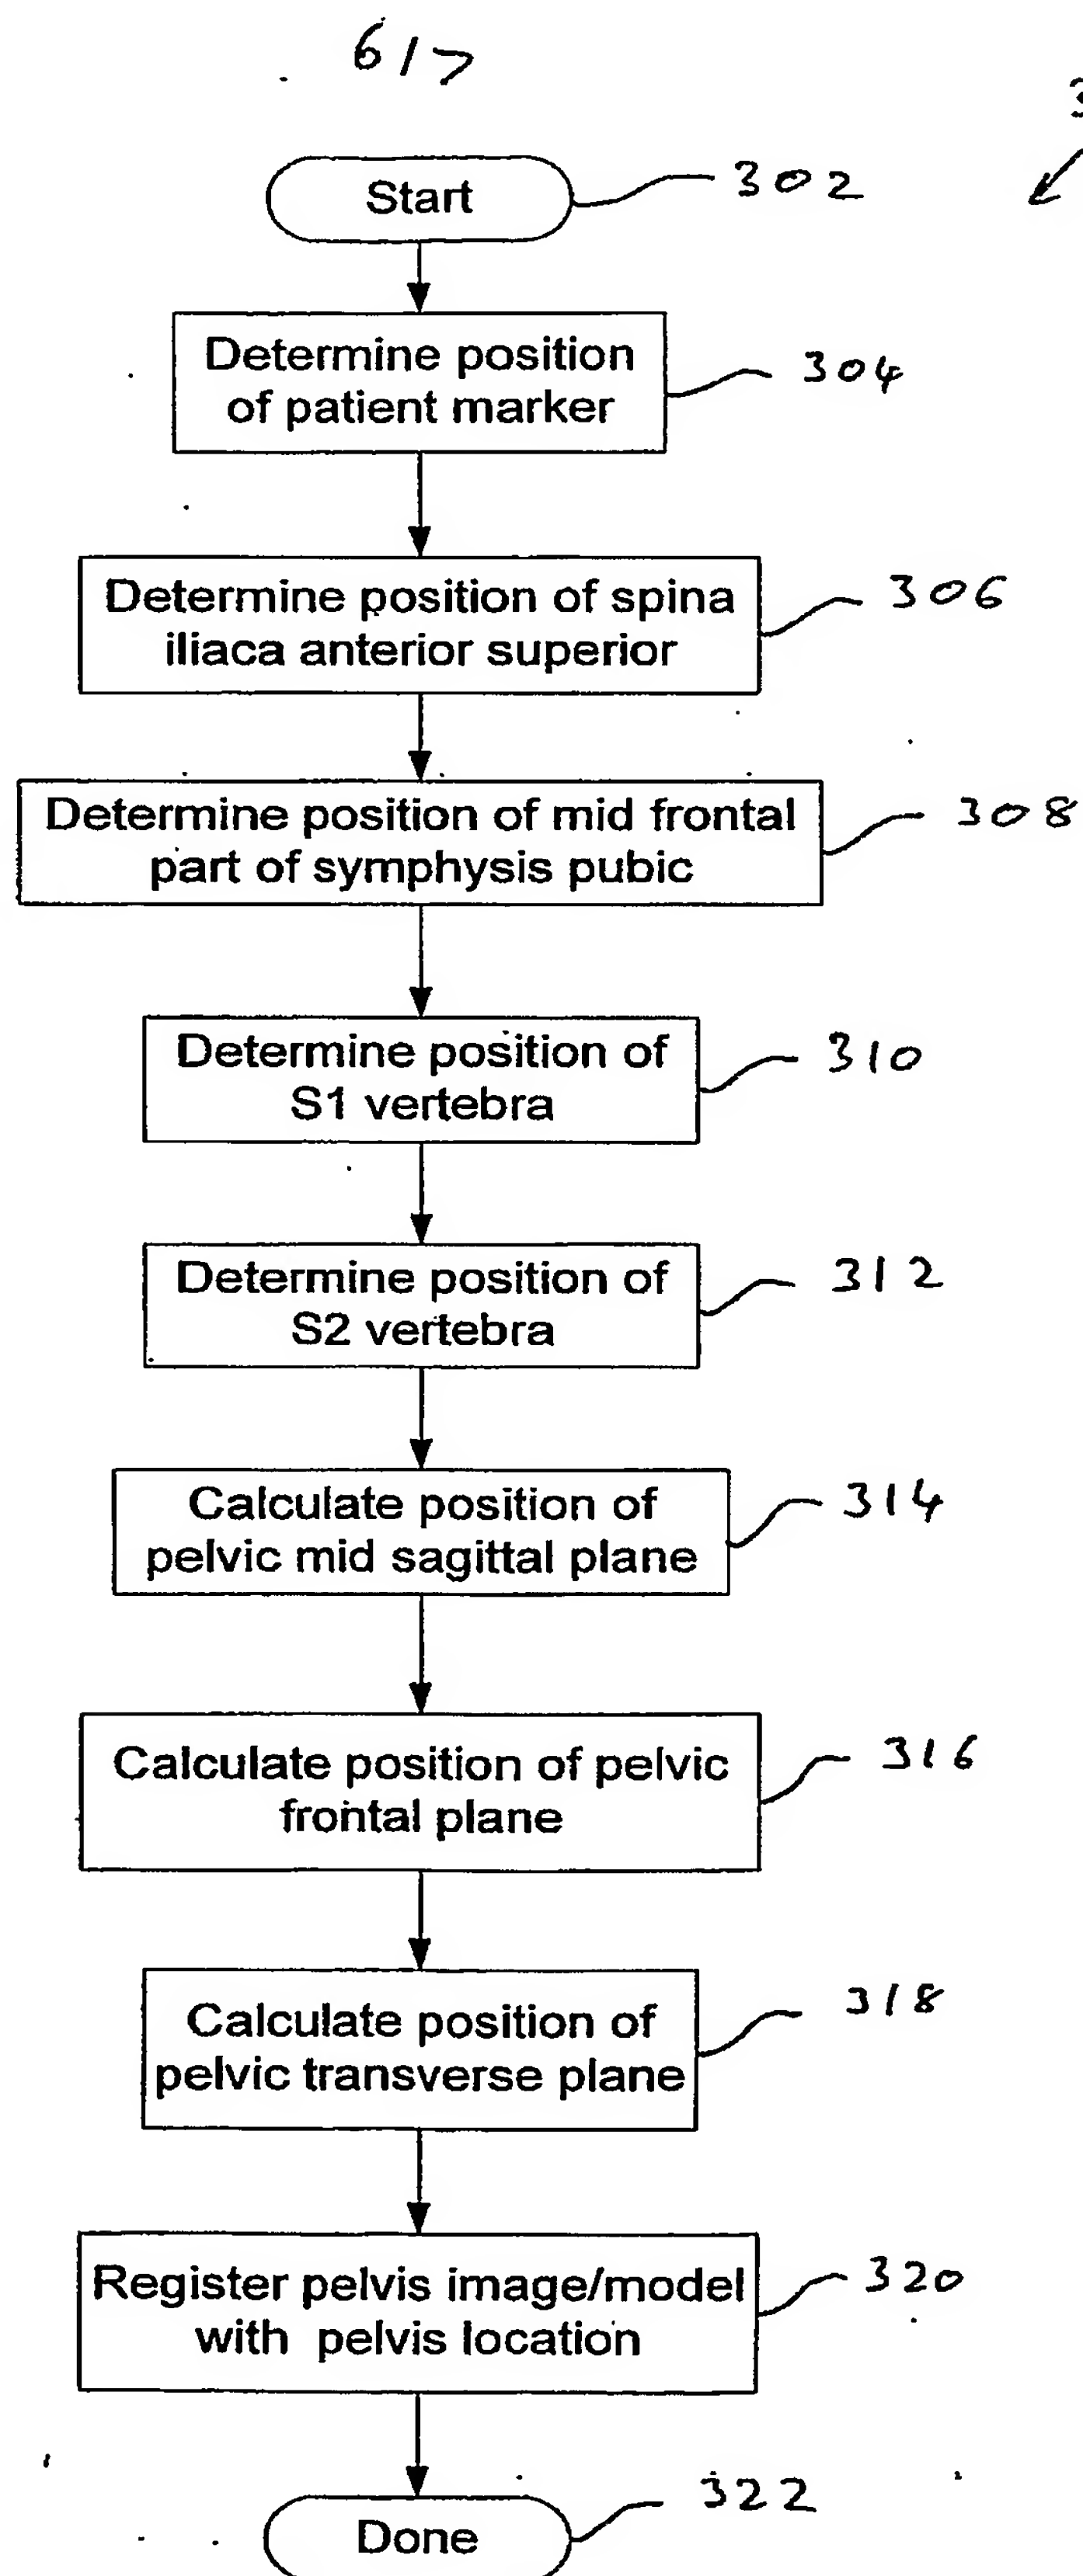 617
Start
302
Determine position
of patient marker
304
Determine position of spina
iliaca anterior superior
306
Determine position of mid frontal
part of symphysis pubic
308
Determine position of
S1 vertebra
310
Determine position of
S2 vertebra
312
Calculate position of
pelvic mid sagittal plane
314
Calculate position of pelvic
frontal plane
316
Calculate position of
pelvic transverse plane
318
Register pelvis image/model
with pelvis location
320
Done
322